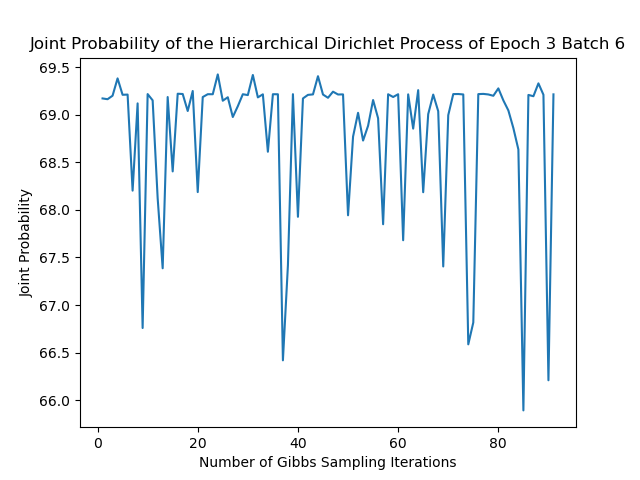 Joint Probability of the Hierarchical Dirichlet Process of Epoch 3 Batch 6
69.5
69.0
68.5
68.0
67.5
67.0
66.5
66.0
Joint Probability
0 20 40 60 80
Number of Gibbs Sampling Iterations